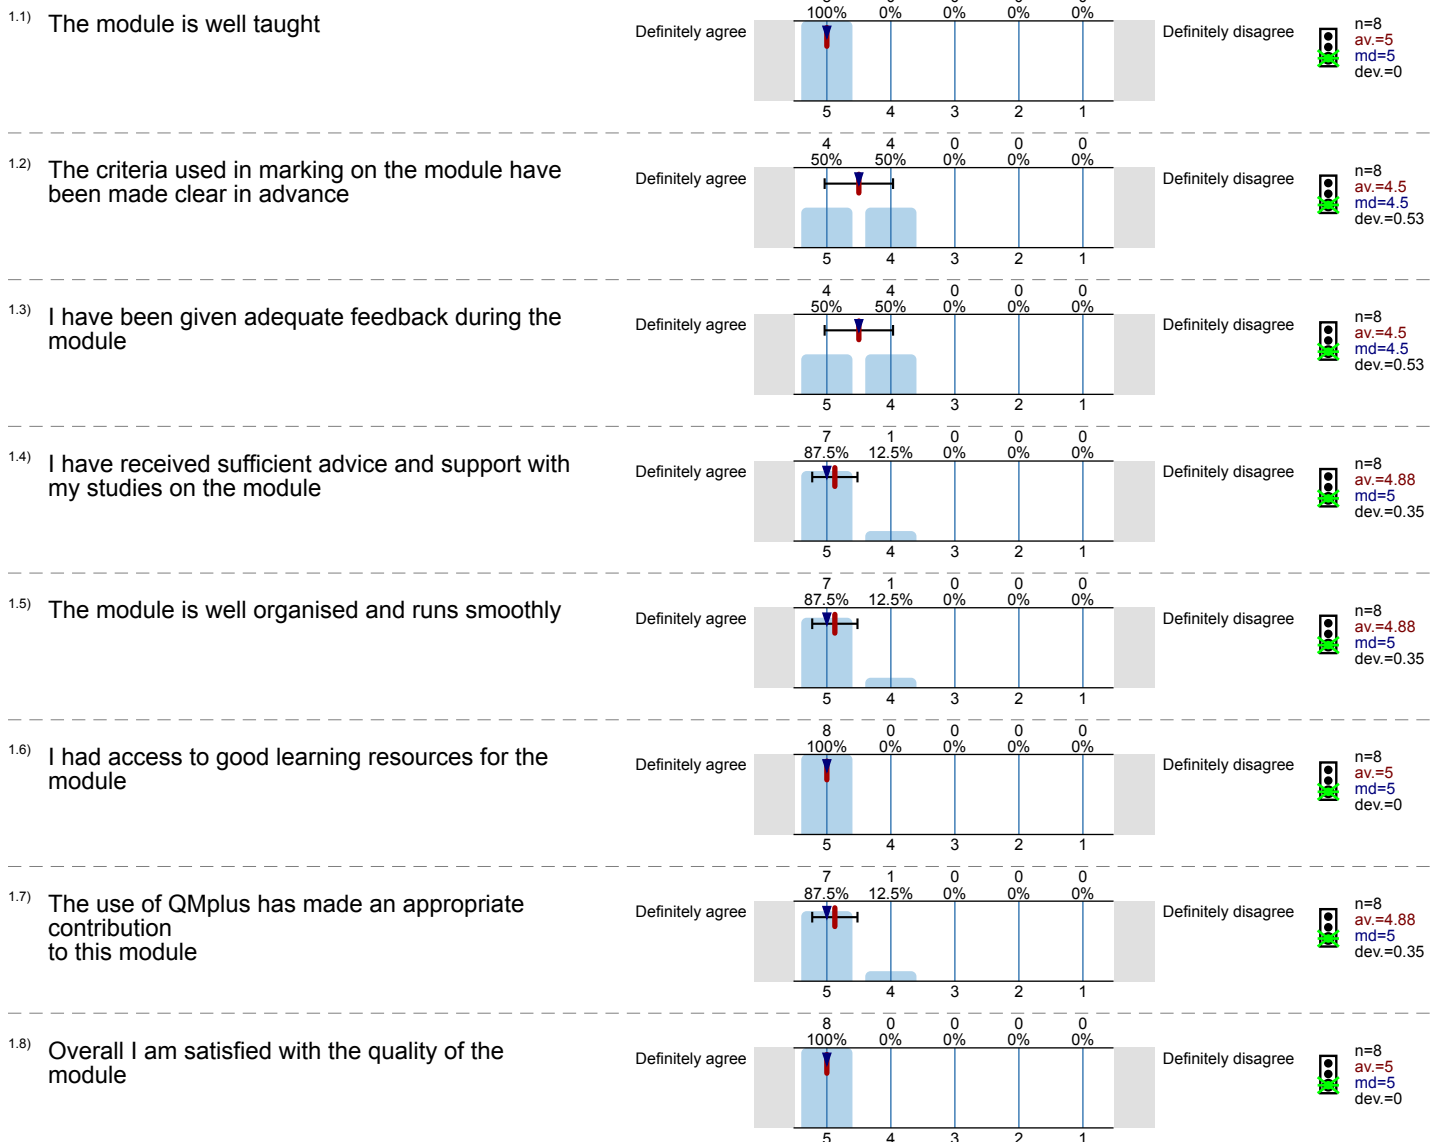 1.1) The module is well taught
Definitely agree
100% 0% 0% 0% 0%
5 4 3 2 1
Definitely disagree
n=8
av.=5
md=5
dev.=0
1.2) The criteria used in marking on the module have
been made clear in advance
Definitely agree
4 4 0 0 0
50% 50% 0% 0% 0%
5 4 3 2 1
Definitely disagree
n=8
av.=4.5
md=4.5
dev.=0.53
1.3) I have been given adequate feedback during the
module
Definitely agree
4 4 0 0 0
50% 50% 0% 0% 0%
5 4 3 2 1
Definitely disagree
n=8
av.=4.5
md=4.5
dev.=0.53
1.4) I have received sufficient advice and support with
my studies on the module
Definitely agree
7 1 0 0 0
87.5% 12.5% 0% 0% 0%
5 4 3 2 1
Definitely disagree
n=8
av.=4.88
md=5
dev.=0.35
1.5) The module is well organised and runs smoothly
Definitely agree
7 1 0 0 0
87.5% 12.5% 0% 0% 0%
5 4 3 2 1
Definitely disagree
n=8
av.=4.88
md=5
dev.=0.35
1.6) I had access to good learning resources for the
module
Definitely agree
8 0 0 0 0
100% 0% 0% 0% 0%
5 4 3 2 1
Definitely disagree
n=8
av.=5
md=5
dev.=0
1.7) The use of QMplus has made an appropriate
contribution
to this module
Definitely agree
7 1 0 0 0
87.5% 12.5% 0% 0% 0%
5 4 3 2 1
Definitely disagree
n=8
av.=4.88
md=5
dev.=0.35
1.8) Overall I am satisfied with the quality of the
module
Definitely agree
8 0 0 0 0
100% 0% 0% 0% 0%
5 4 3 2 1
Definitely disagree
n=8
av.=5
md=5
dev.=0